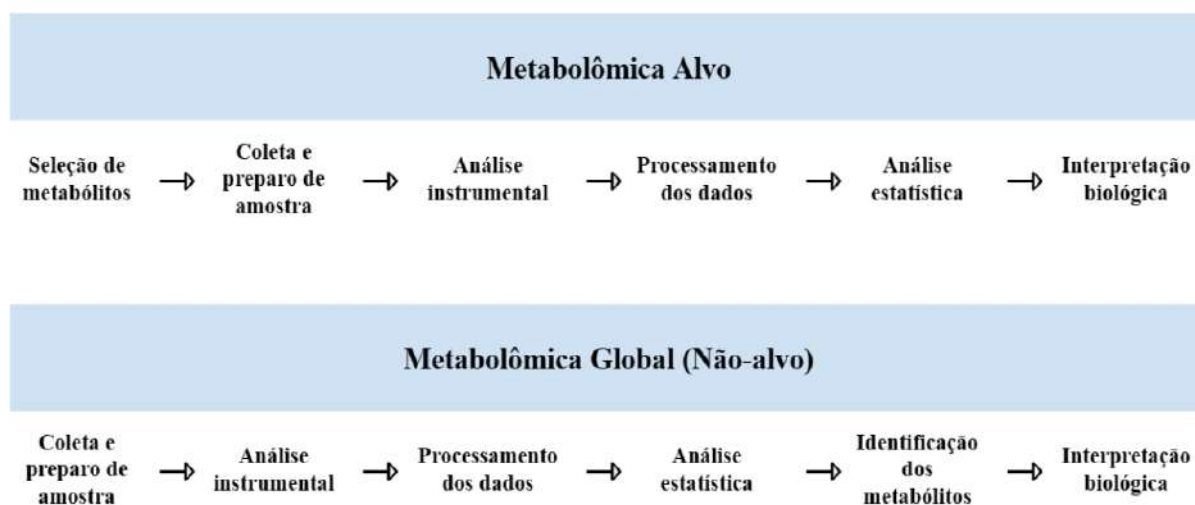 Metabolômica Alvo
Seleção de
metabólitos
Coleta e
preparo de
amostra
Análise
instrumental
Processamento
dos dados
Análise
estatística
Interpretação
biológica
Metabolômica Global (Não-alvo)
Coleta e
preparo de
amostra
Análise
instrumental
Processamento
dos dados
Análise
estatística
Identificação
dos
metabólitos
Interpretação
biológica